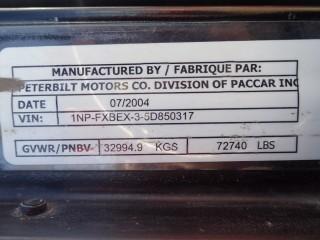 MANUFACTURED BY / FABRIQUE PAR:
PETERBILT MOTORS CO. DIVISION OF PACCAR INC
DATE 07/2004
VIN: 1NP-FXBEX-3-5D850317
GVWR/PNBV- 32994.9 KGS 72740 LBS